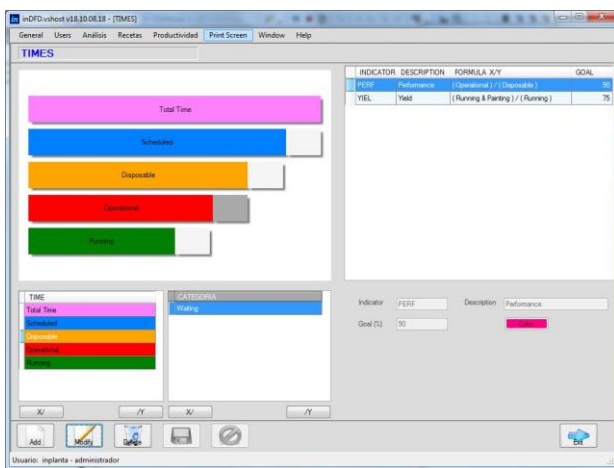 inDFD.vshost v18.10.08.18 - [TIMES]
General Users Análisis Recetas Productividad Print Screen Window Help
TIMES
Total Time
Scheduled
Disposable
Operational
Running
INDICATOR DESCRIPTION FORMULA X/Y GOAL
PERF Performance ( Operational ) / ( Disposable ) 90
YIEL Yield ( Running & Painting ) / ( Running ) 75
TIME
Total Time
Scheduled
Disposable
Operational
Running
CATEGORIA
Waiting
Indicator PERF Description Performance
Goal (%) 90 Color
X/ /Y X/ /Y
Add Modify Delete Exit
Usuario: inplanta - administrador